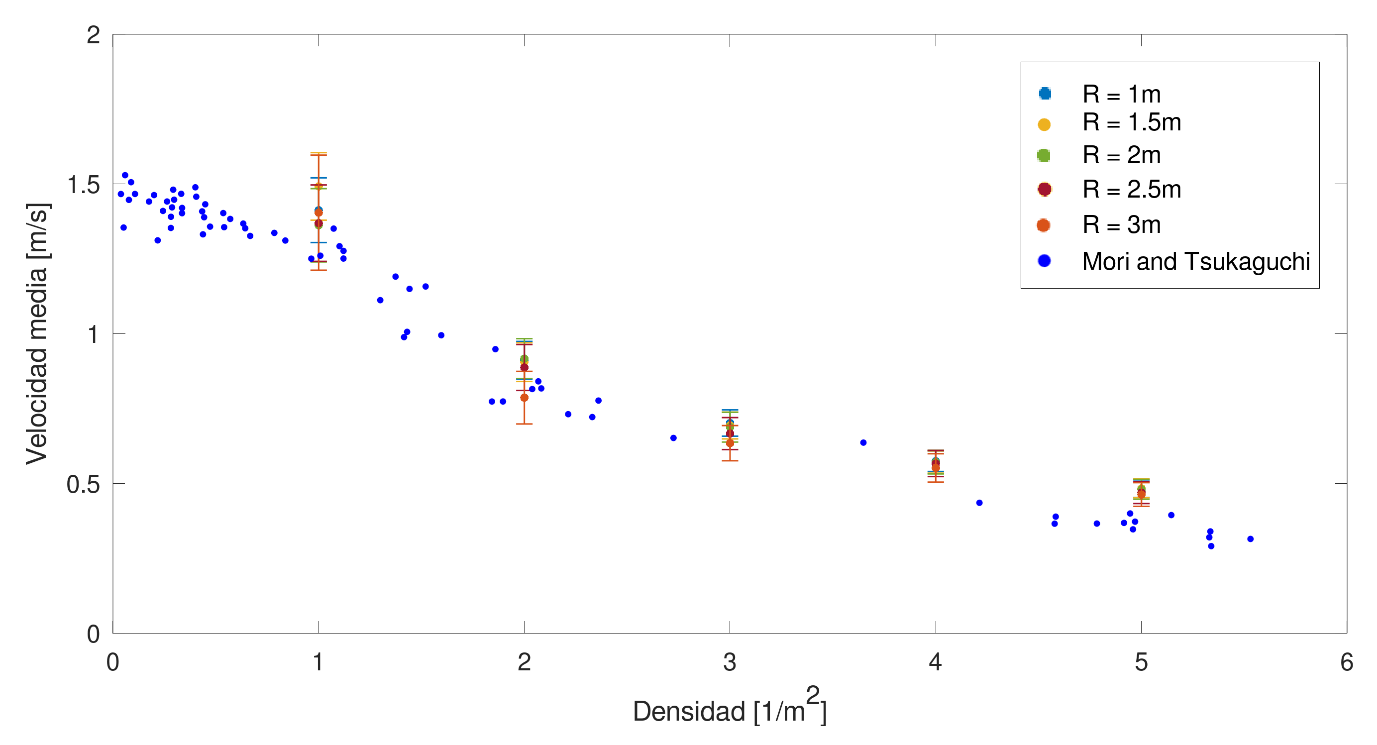 2
1.5
1
0.5
0
0 1 2 3 4 5 6
Velocidad media [m/s]
Densidad [1/m²]
R = 1m
R = 1.5m
R = 2m
R = 2.5m
R = 3m
Mori and Tsukaguchi